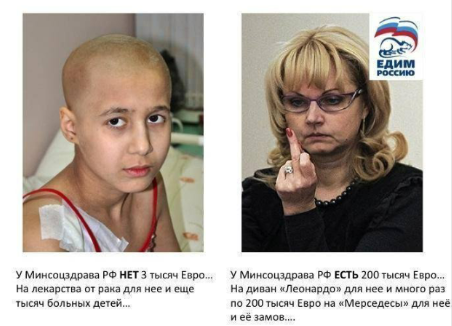 ЕДИМ
РОССИЮ
У Минсоцздрава РФ НЕТ 3 тысяч Евро...
На лекарства от рака для нее и еще
тысяч больных детей...
У Минсоцздрава РФ ЕСТЬ 200 тысяч Евро...
На диван «Леонардо» для нее и много раз
по 200 тысяч Евро на «Мерседесы» для неё
и её замов....